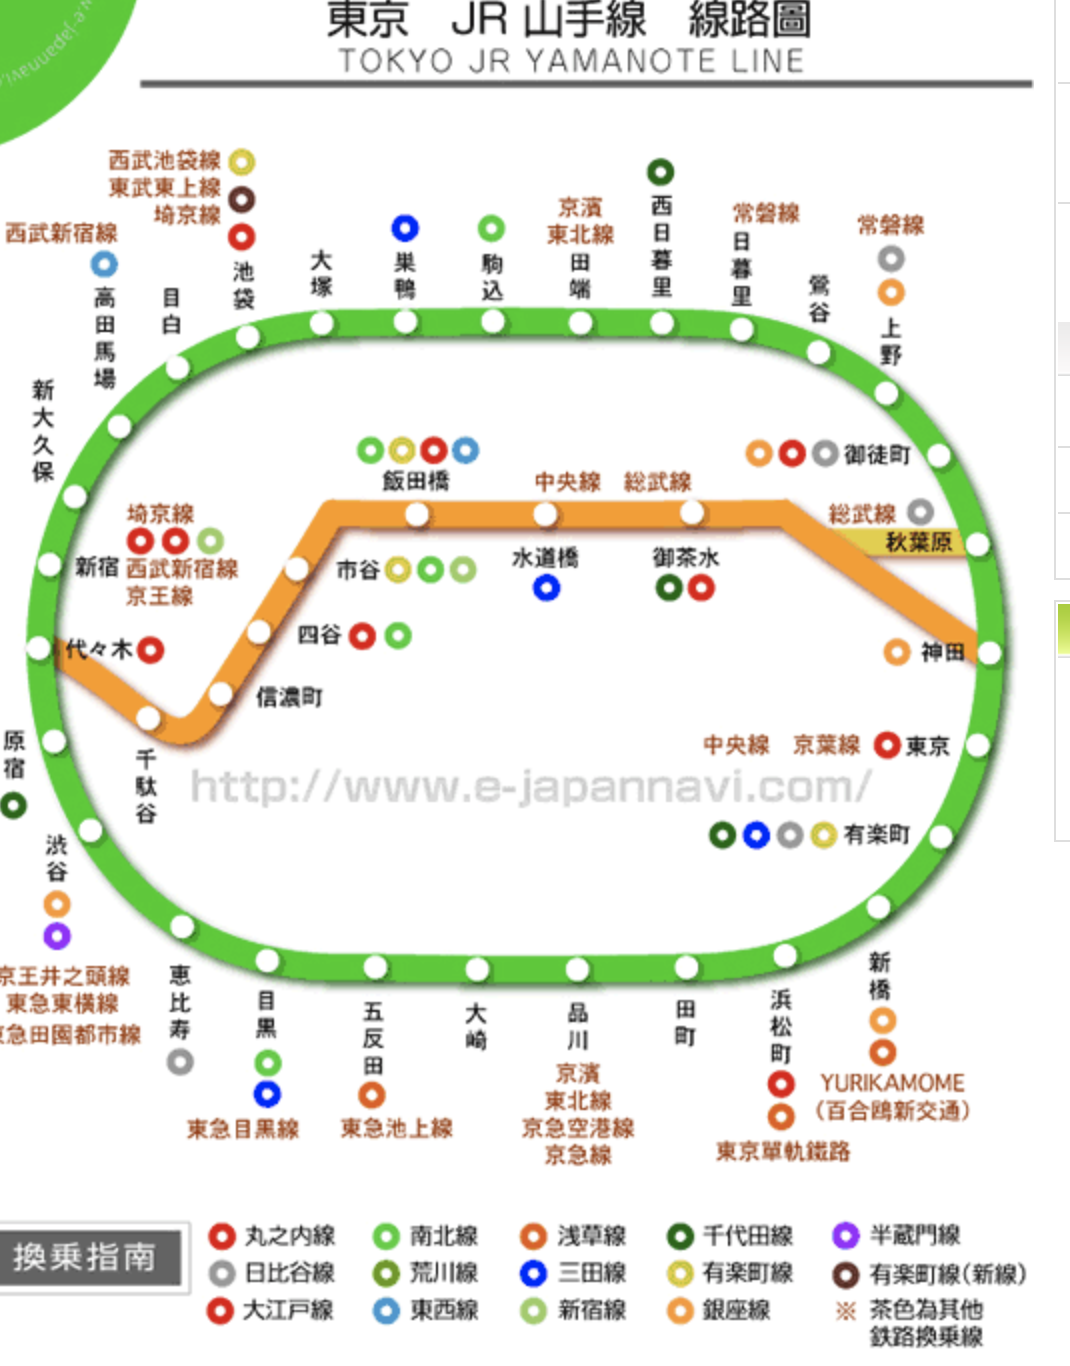 東京 JR 山手線 線路圖
TOKYO JR YAMANOTE LINE
西武池袋線
東武東上線
埼京線
池袋
西武新宿線
高田馬場
目白
大塚
巣鴨
駒込
京濱
東北線
田端
西日暮里
常磐線
日暮里
鶯谷
常磐線
上野
新大久保
飯田橋
中央線 総武線
御徒町
総武線
秋葉原
埼京線
新宿
西武新宿線
京王線
市谷
水道橋
御茶水
四谷
代々木
神田
信濃町
原宿
千駄谷
中央線 京葉線
東京
http://www.e-japannavi.com/
有楽町
渋谷
京王井之頭線
東急東横線
東急田園都市線
恵比寿
目黒
東急目黒線
五反田
東急池上線
大崎
品川
京濱
東北線
京急空港線
京急線
田町
浜松町
東京單軌鐵路
新橋
YURIKAMOME
(百合鴎新交通)
換乗指南
丸之内線
南北線
浅草線
千代田線
半蔵門線
日比谷線
荒川線
三田線
有楽町線
有楽町線(新線)
大江戸線
東西線
新宿線
銀座線
※ 茶色為其他
鉄路換乗線